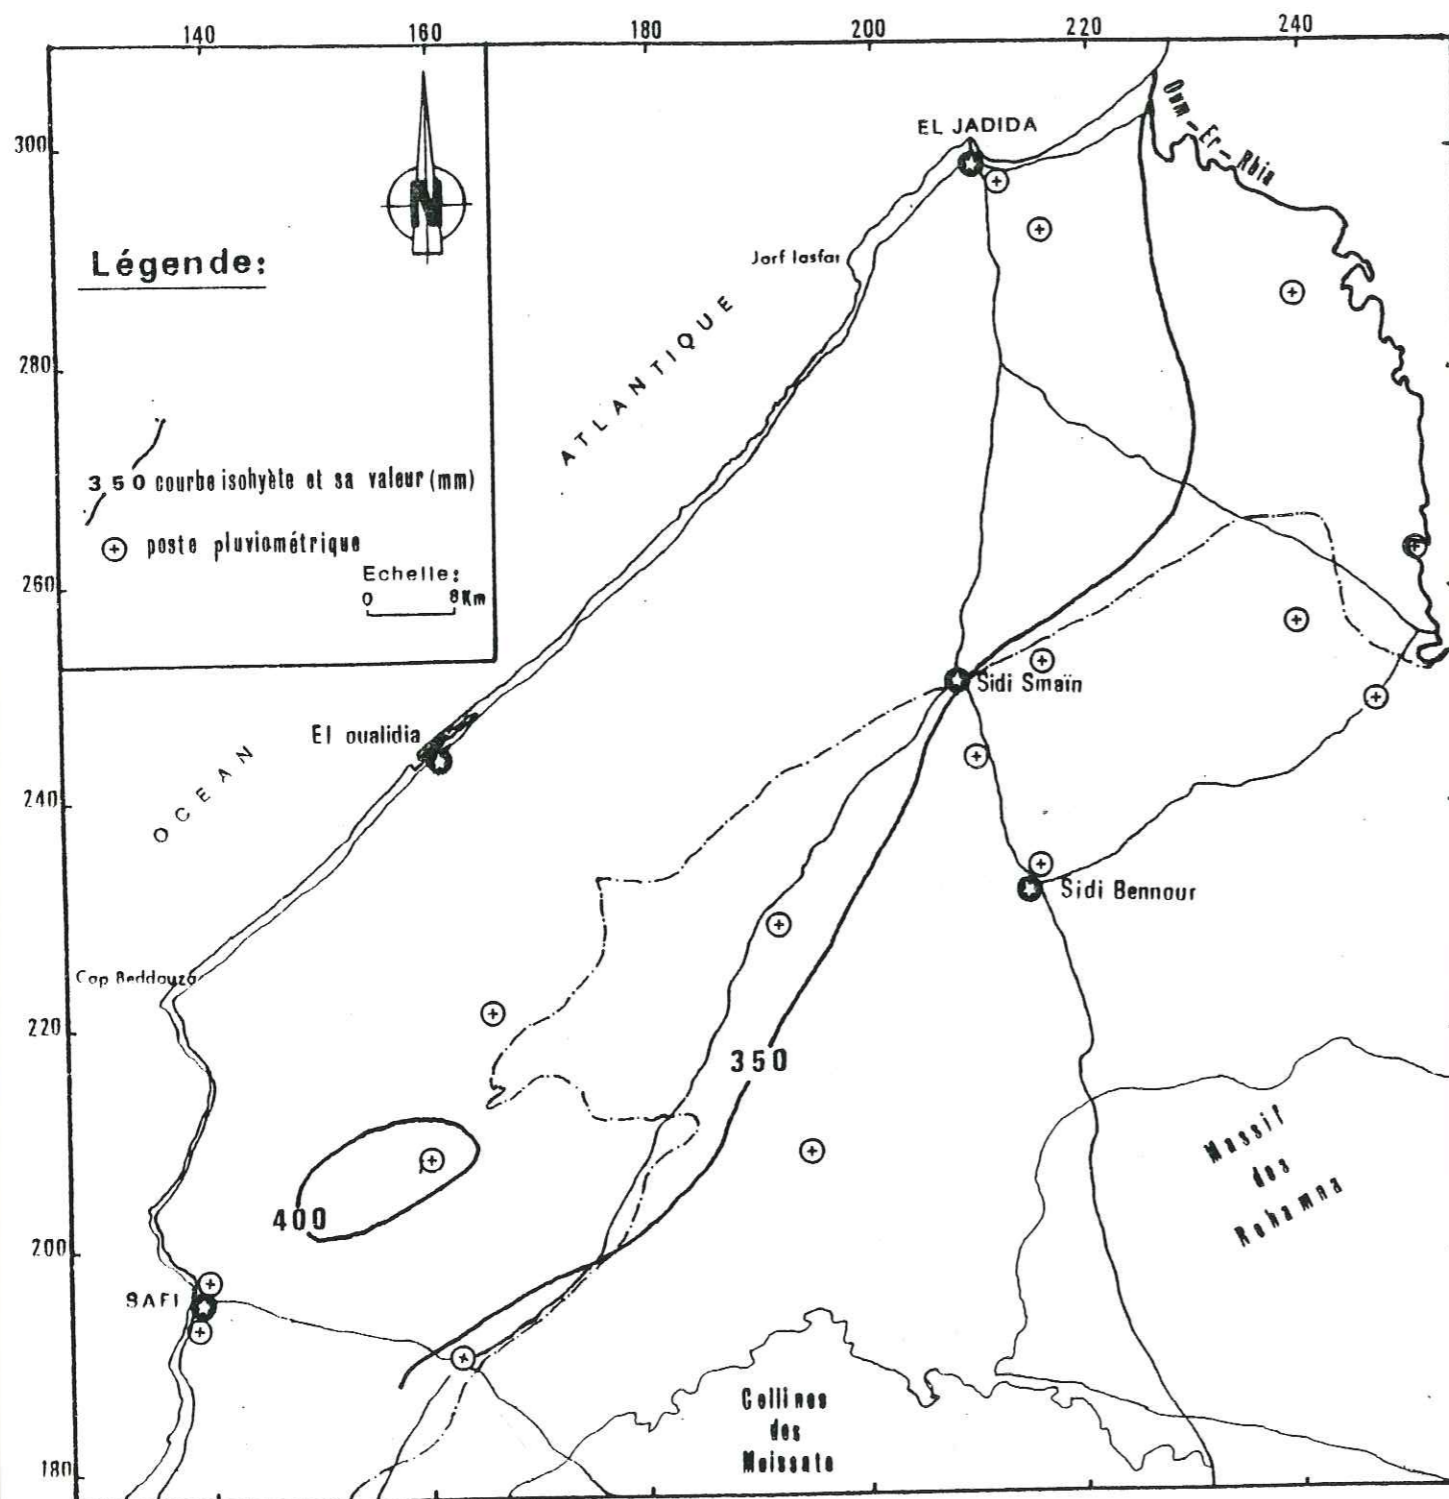 140 160 180 200 220 240
300
280
260
240
220
200
180
N
Légende:
350 courbe isohyète et sa valeur (mm)
poste pluviométrique
Echelle:
0 8Km
EL JADIDA
Oum-Er-Rbia
Jorf lasfar
OCEAN ATLANTIQUE
Sidi Smaïn
El oualidia
Sidi Bennour
Cap Beddouza
350
400
SAFI
Massif
des
Rehamna
Collines
des
Moissate